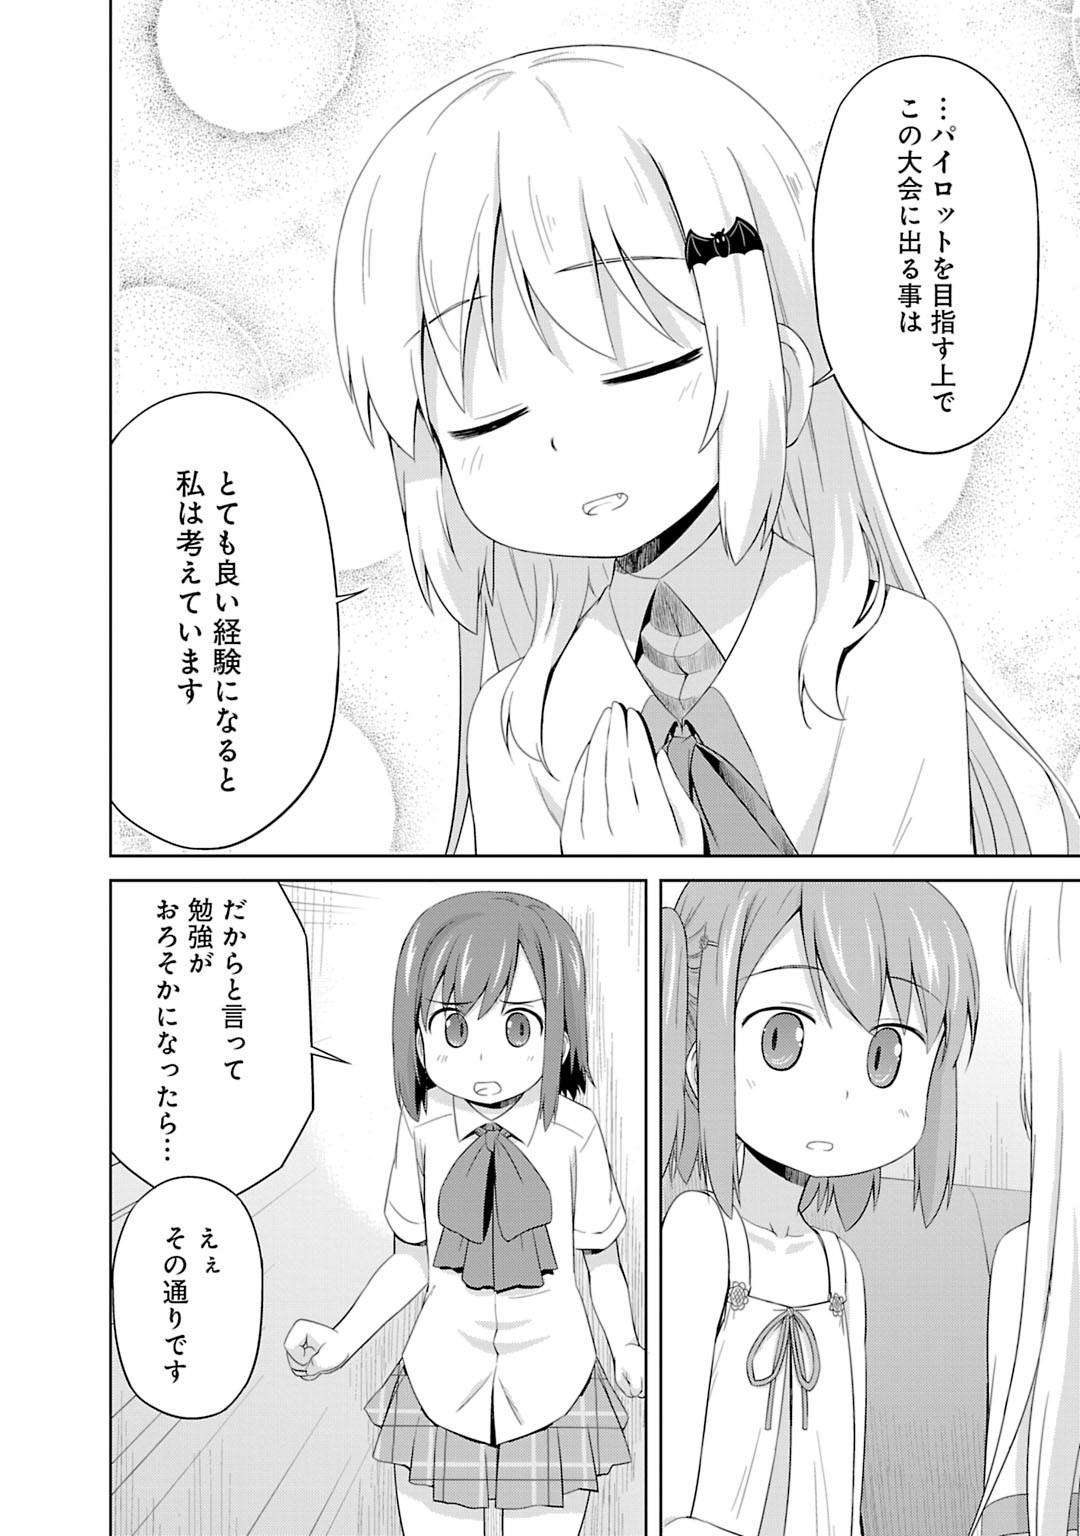 …パイロットを目指す上で
この大会に出る事は
とても良い経験になると
私は考えています
だからと言って
勉強が
おろそかになったら…
ええ
その通りです